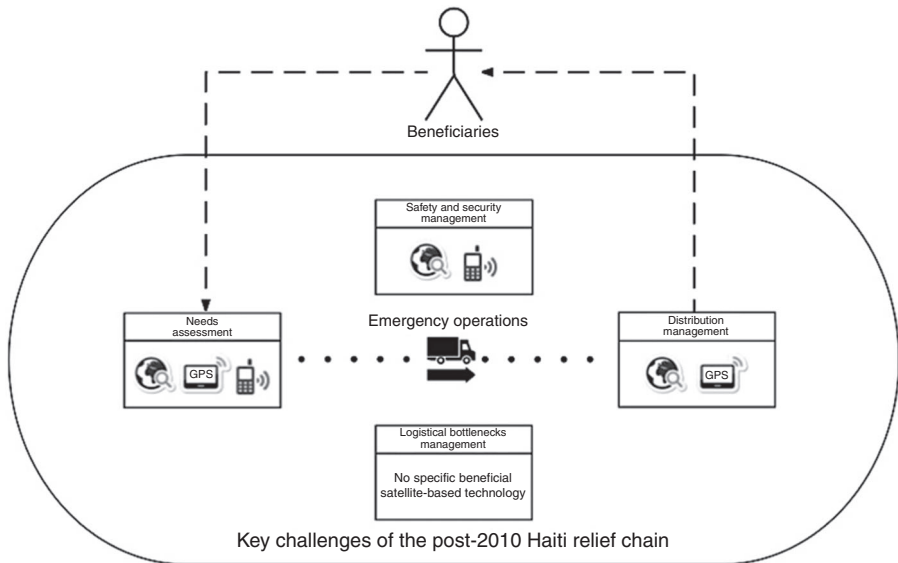 Beneficiaries
Safety and security
management
Needs
assessment
GPS
Emergency operations
Distribution
management
GPS
Logistical bottlenecks
management
No specific beneficial
satellite-based technology
Key challenges of the post-2010 Haiti relief chain